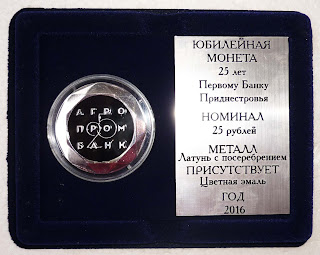 АГРО
ПРОМ
БАНК
25
ЮБИЛЕЙНАЯ
МОНЕТА
25 лет
Первому Банку
Приднестровья
НОМИНАЛ
25 рублей
МЕТАЛЛ
Латунь с посеребрением
ПРИСУТСТВУЕТ
Цветная эмаль
ГОД
2016